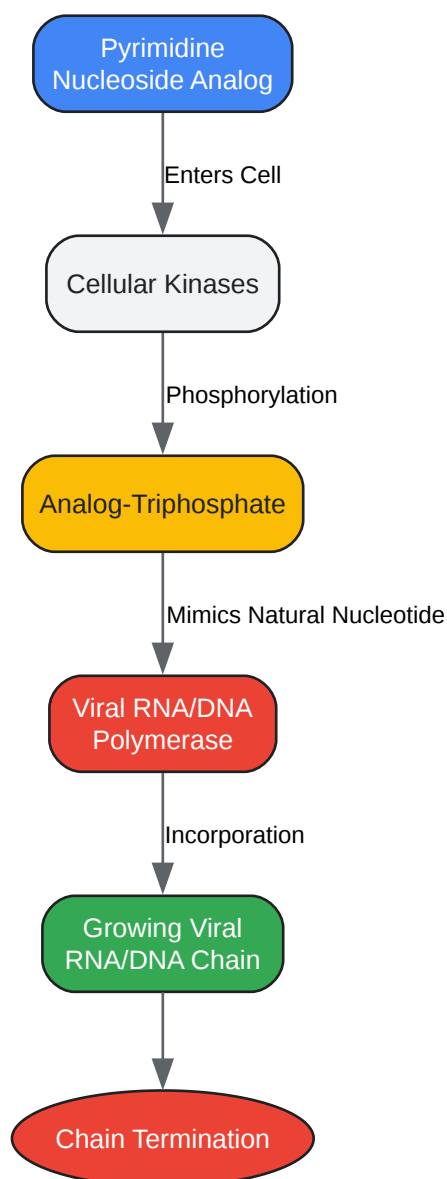 Pyrimidine
Nucleoside Analog
Enters Cell
Cellular Kinases
Phosphorylation
Analog-Triphosphate
Mimics Natural Nucleotide
Viral RNA/DNA
Polymerase
Incorporation
Growing Viral
RNA/DNA Chain
Chain Termination